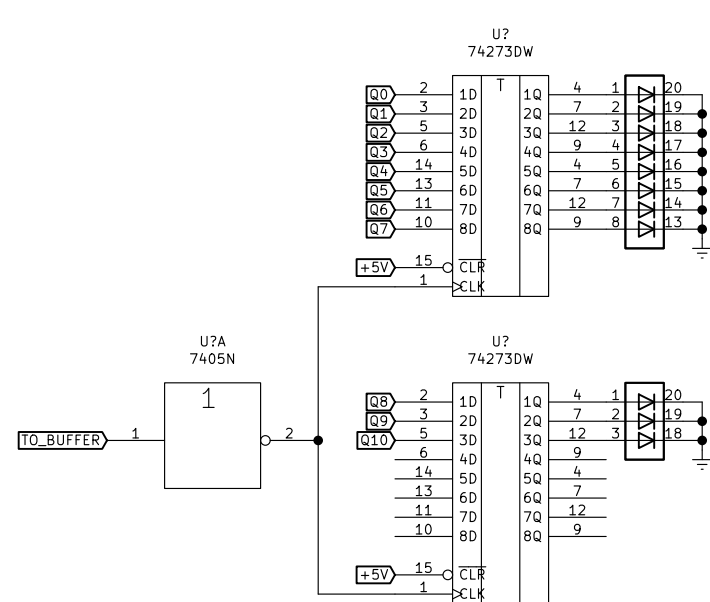 U?
74273DW
T
Q0 2 1D 1Q 4 1 20
Q1 3 2D 2Q 7 2 19
Q2 5 3D 3Q 12 3 18
Q3 6 4D 4Q 9 4 17
Q4 14 5D 5Q 4 5 16
Q5 13 6D 6Q 7 6 15
Q6 11 7D 7Q 12 7 14
Q7 10 8D 8Q 9 8 13
+5V 15 CLR
1 CLK
U?A
7405N
1
TO_BUFFER 1 2
U?
74273DW
T
Q8 2 1D 1Q 4 1 20
Q9 3 2D 2Q 7 2 19
Q10 5 3D 3Q 12 3 18
6 4D 4Q 9
14 5D 5Q 4
13 6D 6Q 7
11 7D 7Q 12
10 8D 8Q 9
+5V 15 CLR
1 CLK